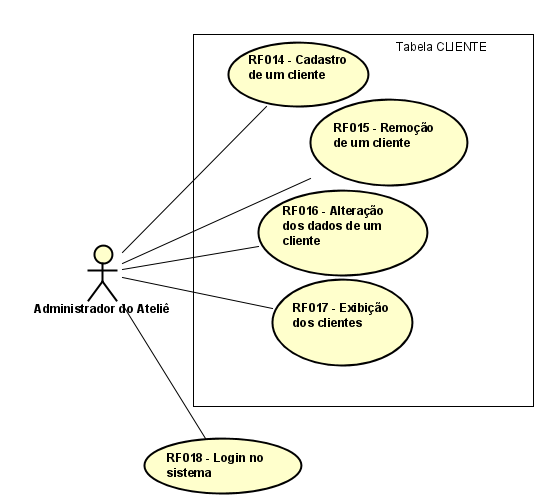 Tabela CLIENTE
RF014 - Cadastro
de um cliente
RF015 - Remoção
de um cliente
RF016 - Alteração
dos dados de um
cliente
RF017 - Exibição
dos clientes
Administrador do Ateliê
RF018 - Login no
sistema